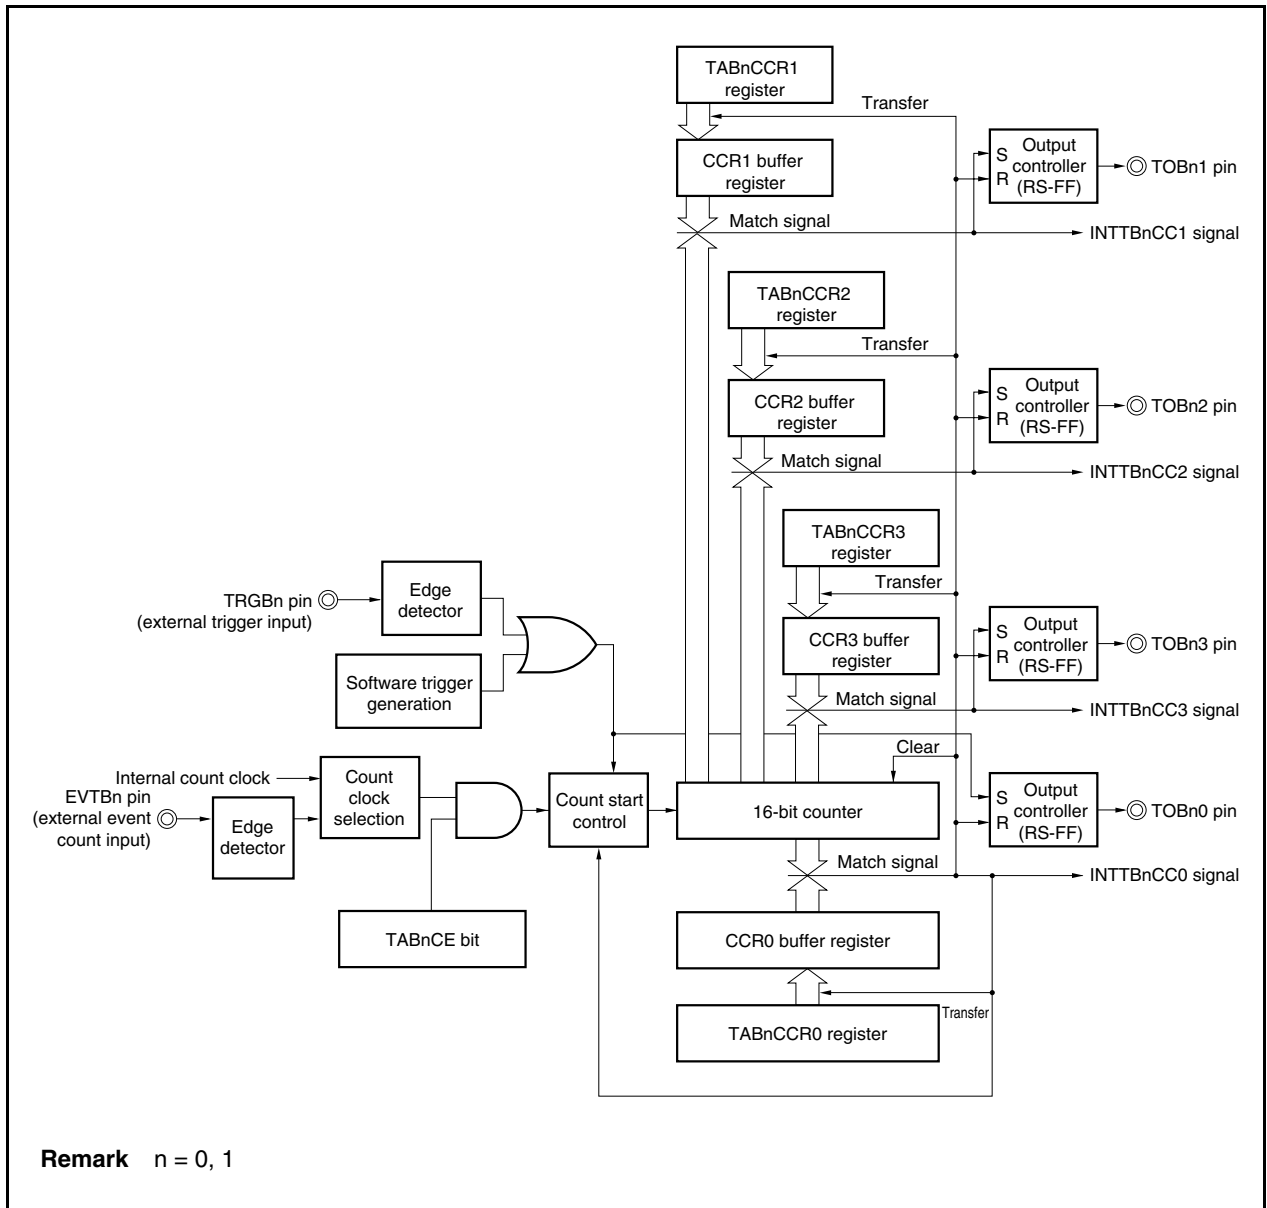 TABnCCR1
register
Transfer
CCR1 buffer
register
S
R
Output
controller
(RS-FF)
TOBn1 pin
Match signal
INTTBnCC1 signal
TABnCCR2
register
Transfer
CCR2 buffer
register
S
R
Output
controller
(RS-FF)
TOBn2 pin
Match signal
INTTBnCC2 signal
TABnCCR3
register
Transfer
TRGBn pin
(external trigger input)
Edge
detector
CCR3 buffer
register
S
R
Output
controller
(RS-FF)
TOBn3 pin
Software trigger
generation
Match signal
INTTBnCC3 signal
Clear
Internal count clock
EVTBn pin
(external event
count input)
Edge
detector
Count
clock
selection
Count start
control
16-bit counter
S
R
Output
controller
(RS-FF)
TOBn0 pin
Match signal
INTTBnCC0 signal
TABnCE bit
CCR0 buffer register
Transfer
TABnCCR0 register
Remark n = 0, 1